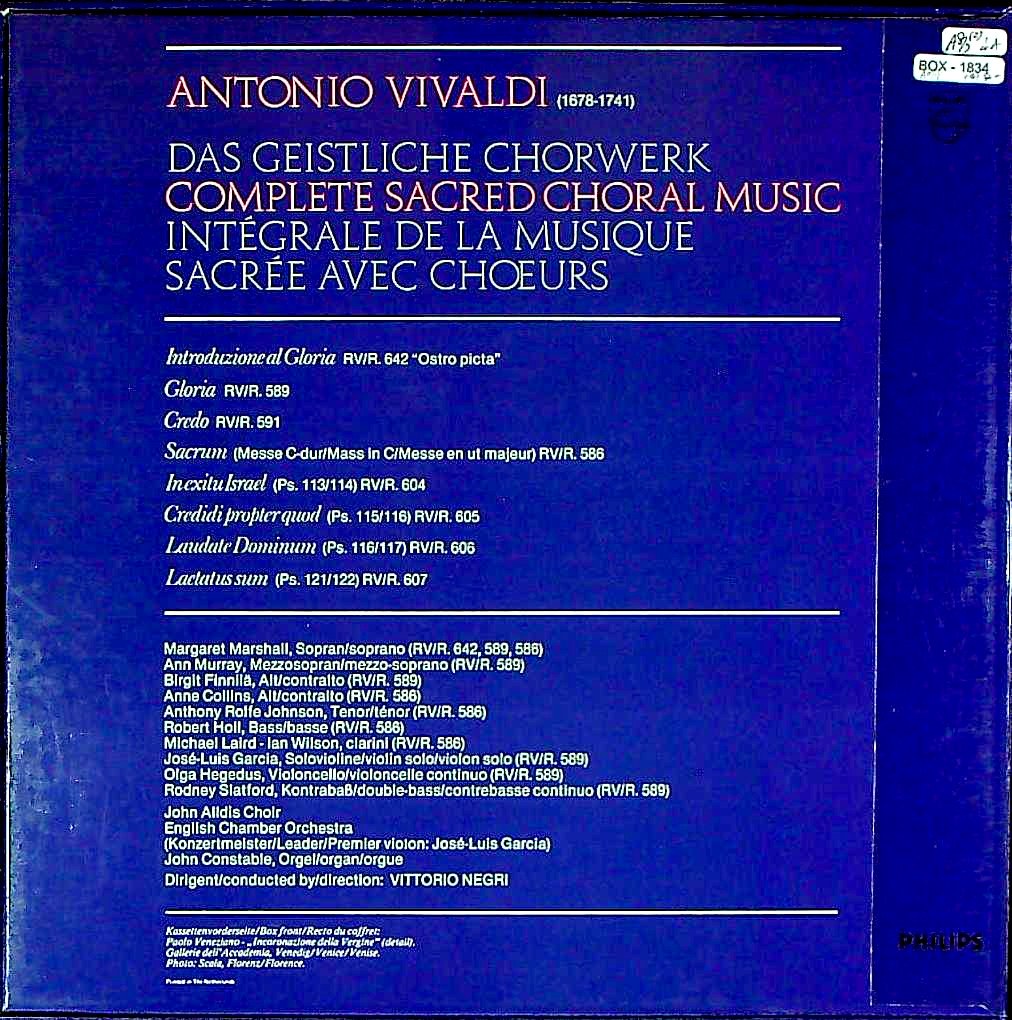 BOX - 1834
ANTONIO VIVALDI (1678-1741)
DAS GEISTLICHE CHORWERK
COMPLETE SACRED CHORAL MUSIC
INTÉGRALE DE LA MUSIQUE
SACRÉE AVEC CHŒURS
Introduzione al Gloria RV/R. 642 "Ostro picta"
Gloria RV/R. 589
Credo RV/R. 591
Sacrum (Messe C-dur/Mass in C/Messe en ut majeur) RV/R. 586
In exitu Israel (Ps. 113/114) RV/R. 604
Credidi propter quod (Ps. 115/116) RV/R. 605
Laudate Dominum (Ps. 116/117) RV/R. 606
Laetatus sum (Ps. 121/122) RV/R. 607
Margaret Marshall, Sopran/soprano (RV/R. 642, 589, 586)
Ann Murray, Mezzosopran/mezzo-soprano (RV/R. 589)
Birgit Finnilä, Alt/contralto (RV/R. 589)
Anne Collins, Alt/contralto (RV/R. 586)
Anthony Rolfe Johnson, Tenor/ténor (RV/R. 586)
Robert Holl, Bass/basse (RV/R. 586)
Michael Laird - Ian Wilson, clarini (RV/R. 586)
José-Luis Garcia, Solovioline/violin solo/violon solo (RV/R. 589)
Olga Hegedus, Violoncello/violoncelle continuo (RV/R. 589)
Rodney Slatford, Kontrabaß/double-bass/contrebasse continuo (RV/R. 589)
John Alldis Choir
English Chamber Orchestra
(Konzertmeister/Leader/Premier violon: José-Luis Garcia)
John Constable, Orgel/organ/orgue
Dirigent/conducted by/direction: VITTORIO NEGRI
Kassettenvorderseite/Box front/Recto du coffret:
Paolo Veneziano - „Incoronazione della Vergine" (detail).
Gallerie dell'Accademia, Venedig/Venice/Venise.
Photo: Scala, Florenz/Florence.
Printed in The Netherlands
PHILIPS